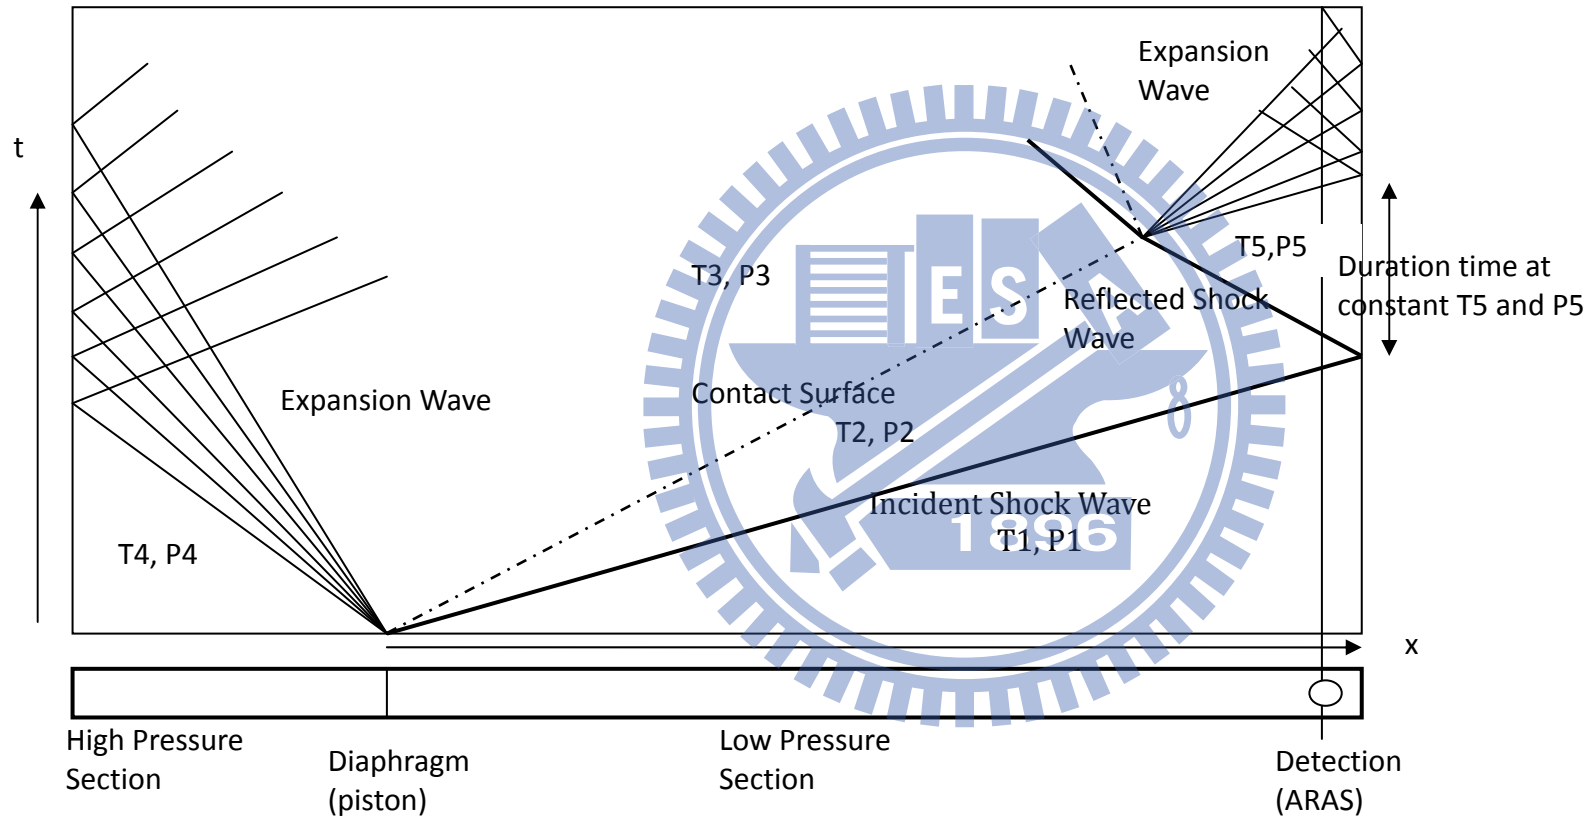 Expansion
Wave
t
T3, P3
T5,P5
Duration time at
constant T5 and P5
Reflected Shock
Wave
Expansion Wave
Contact Surface
T2, P2
Incident Shock Wave
T1, P1
T4, P4
E S
8
1896
x
High Pressure
Section
Diaphragm
(piston)
Low Pressure
Section
Detection
(ARAS)